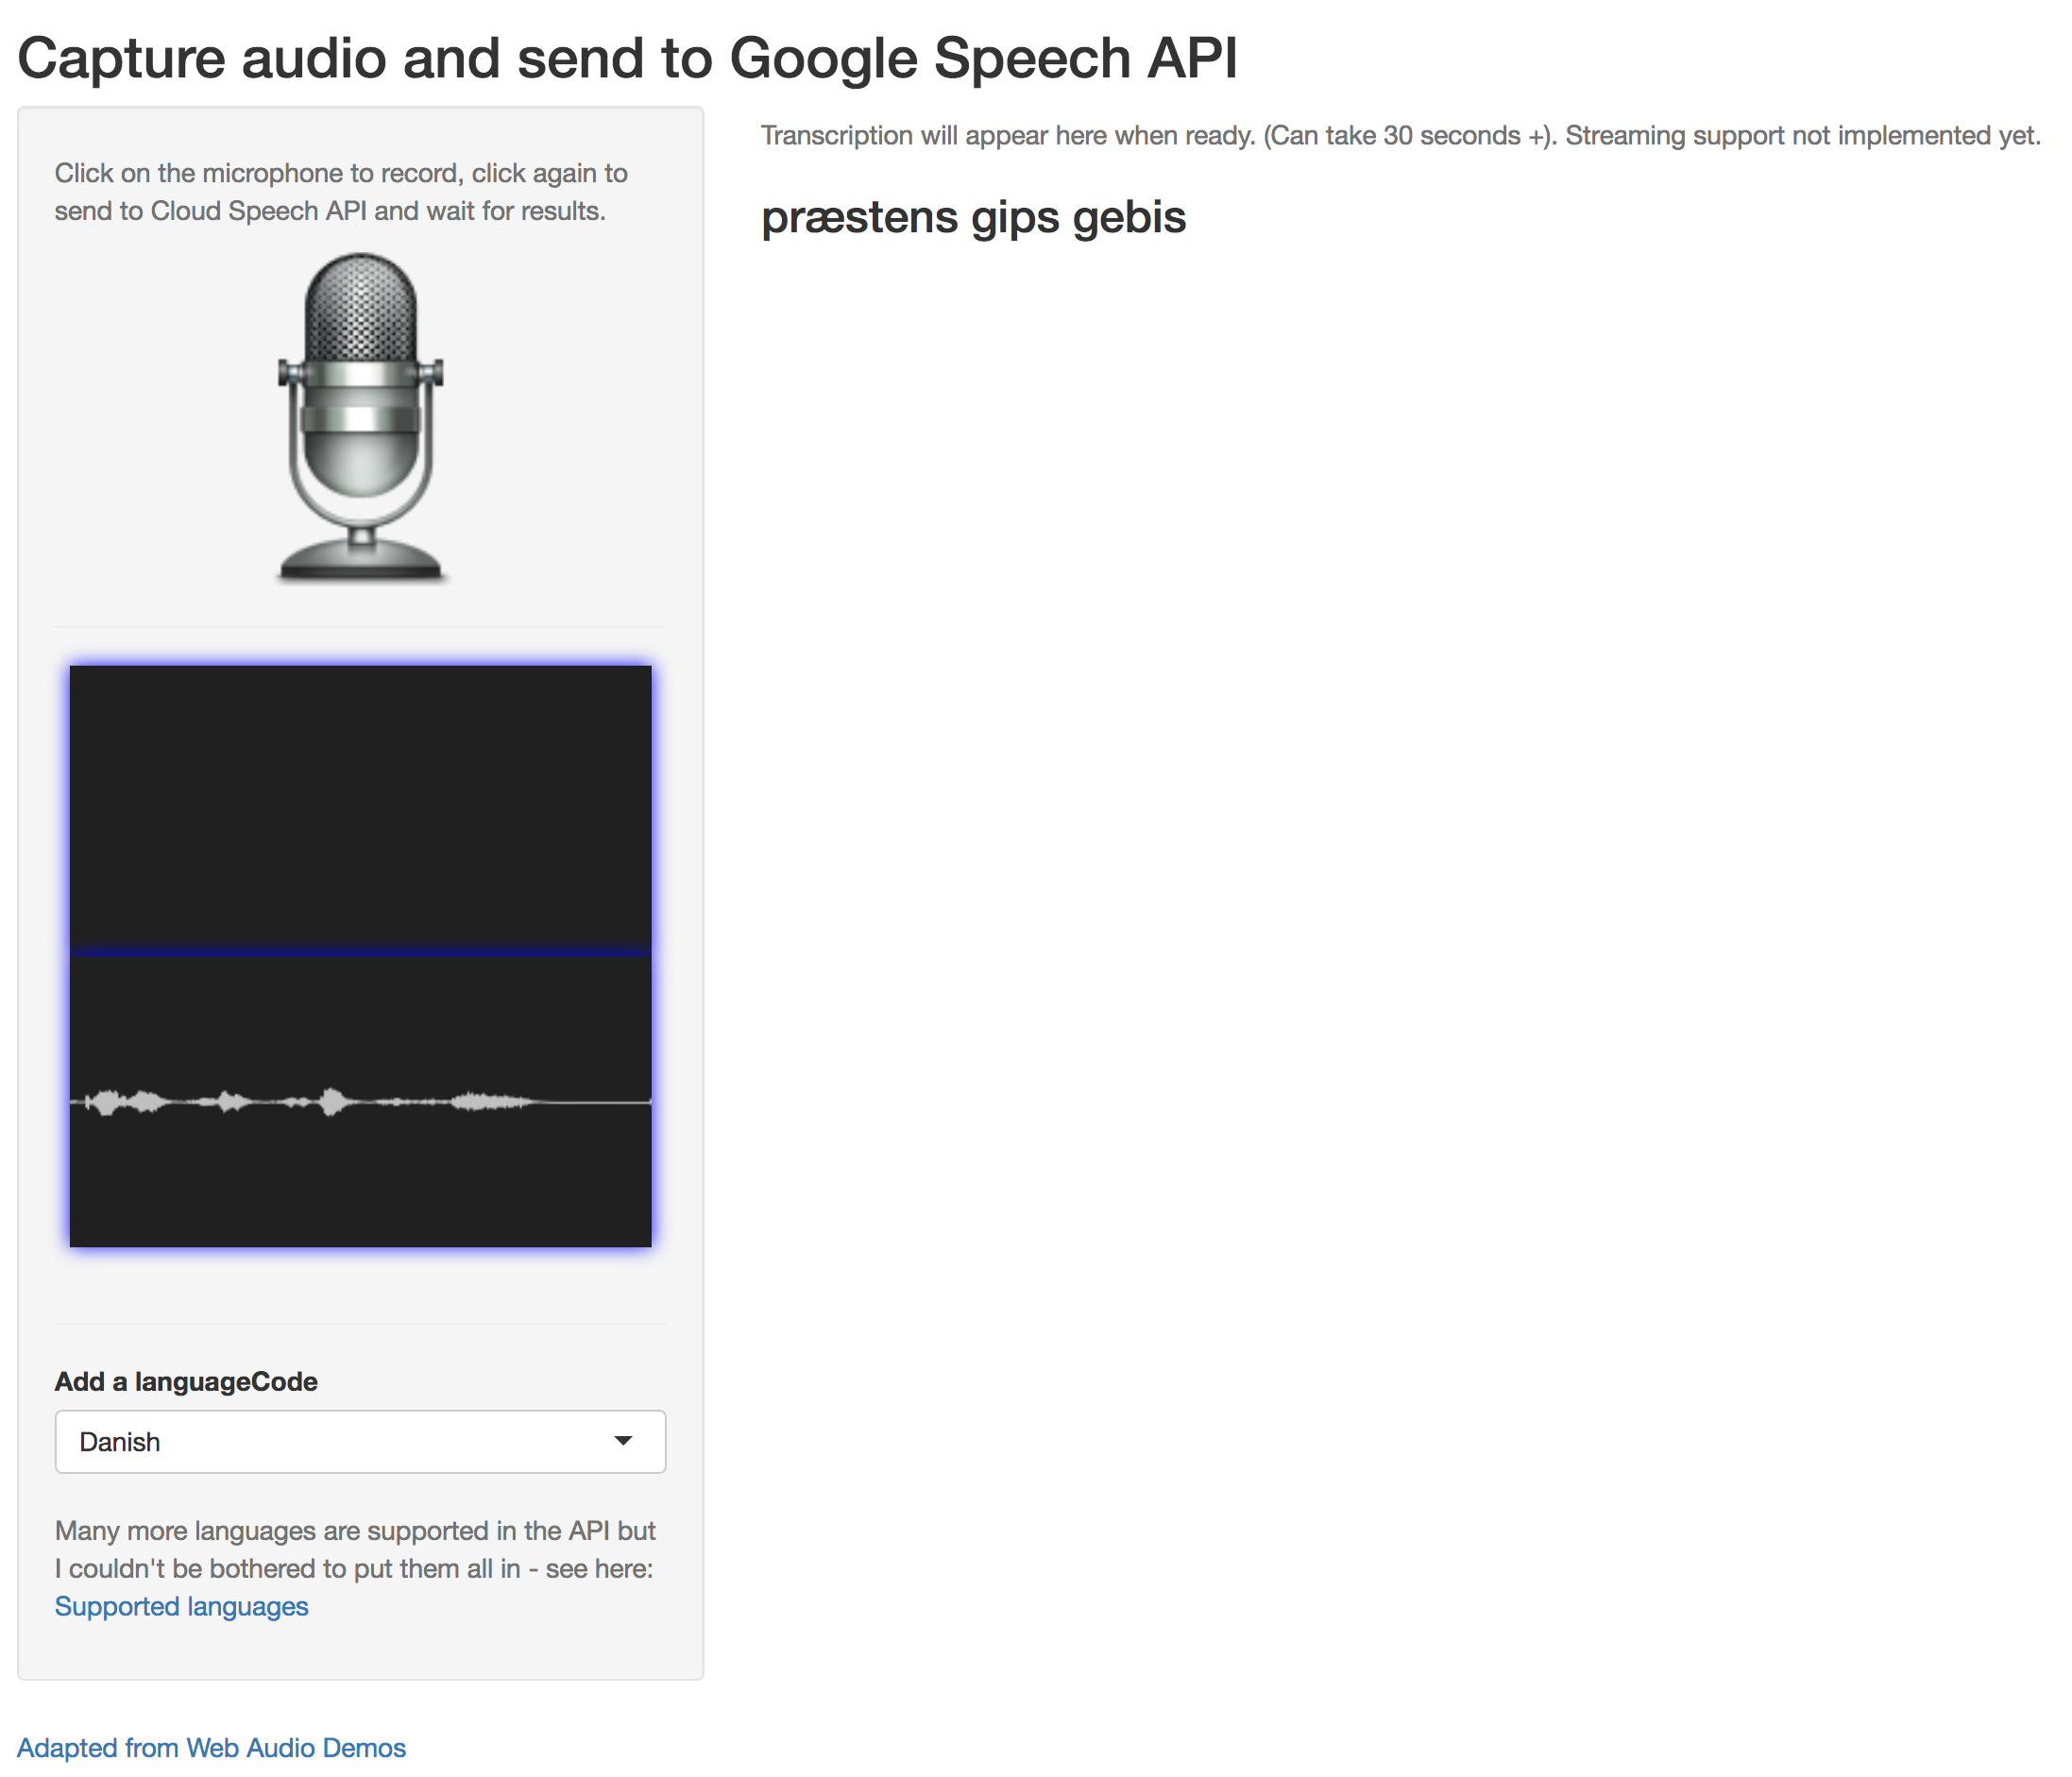 Capture audio and send to Google Speech API
Click on the microphone to record, click again to
send to Cloud Speech API and wait for results.
Transcription will appear here when ready. (Can take 30 seconds +). Streaming support not implemented yet.
præstens gips gebis
Add a languageCode
Danish
Many more languages are supported in the API but
I couldn't be bothered to put them all in - see here:
Supported languages
Adapted from Web Audio Demos